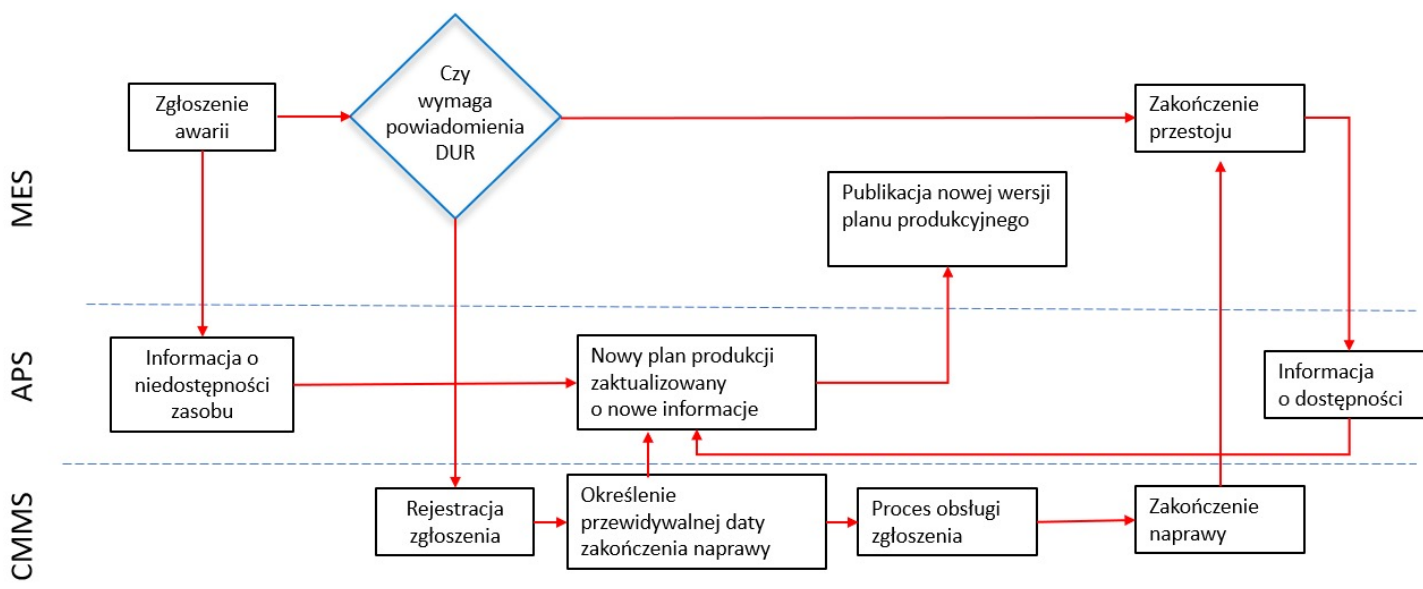 MES
Zgłoszenie
awarii
Czy
wymaga
powiadomienia
DUR
Zakończenie
przestoju
Publikacja nowej wersji
planu produkcyjnego
APS
Informacja o
niedostępności
zasobu
Nowy plan produkcji
zaktualizowany
o nowe informacje
Informacja
o dostępności
CMMS
Rejestracja
zgłoszenia
Określenie
przewidywalnej daty
zakończenia naprawy
Proces obsługi
zgłoszenia
Zakończenie
naprawy